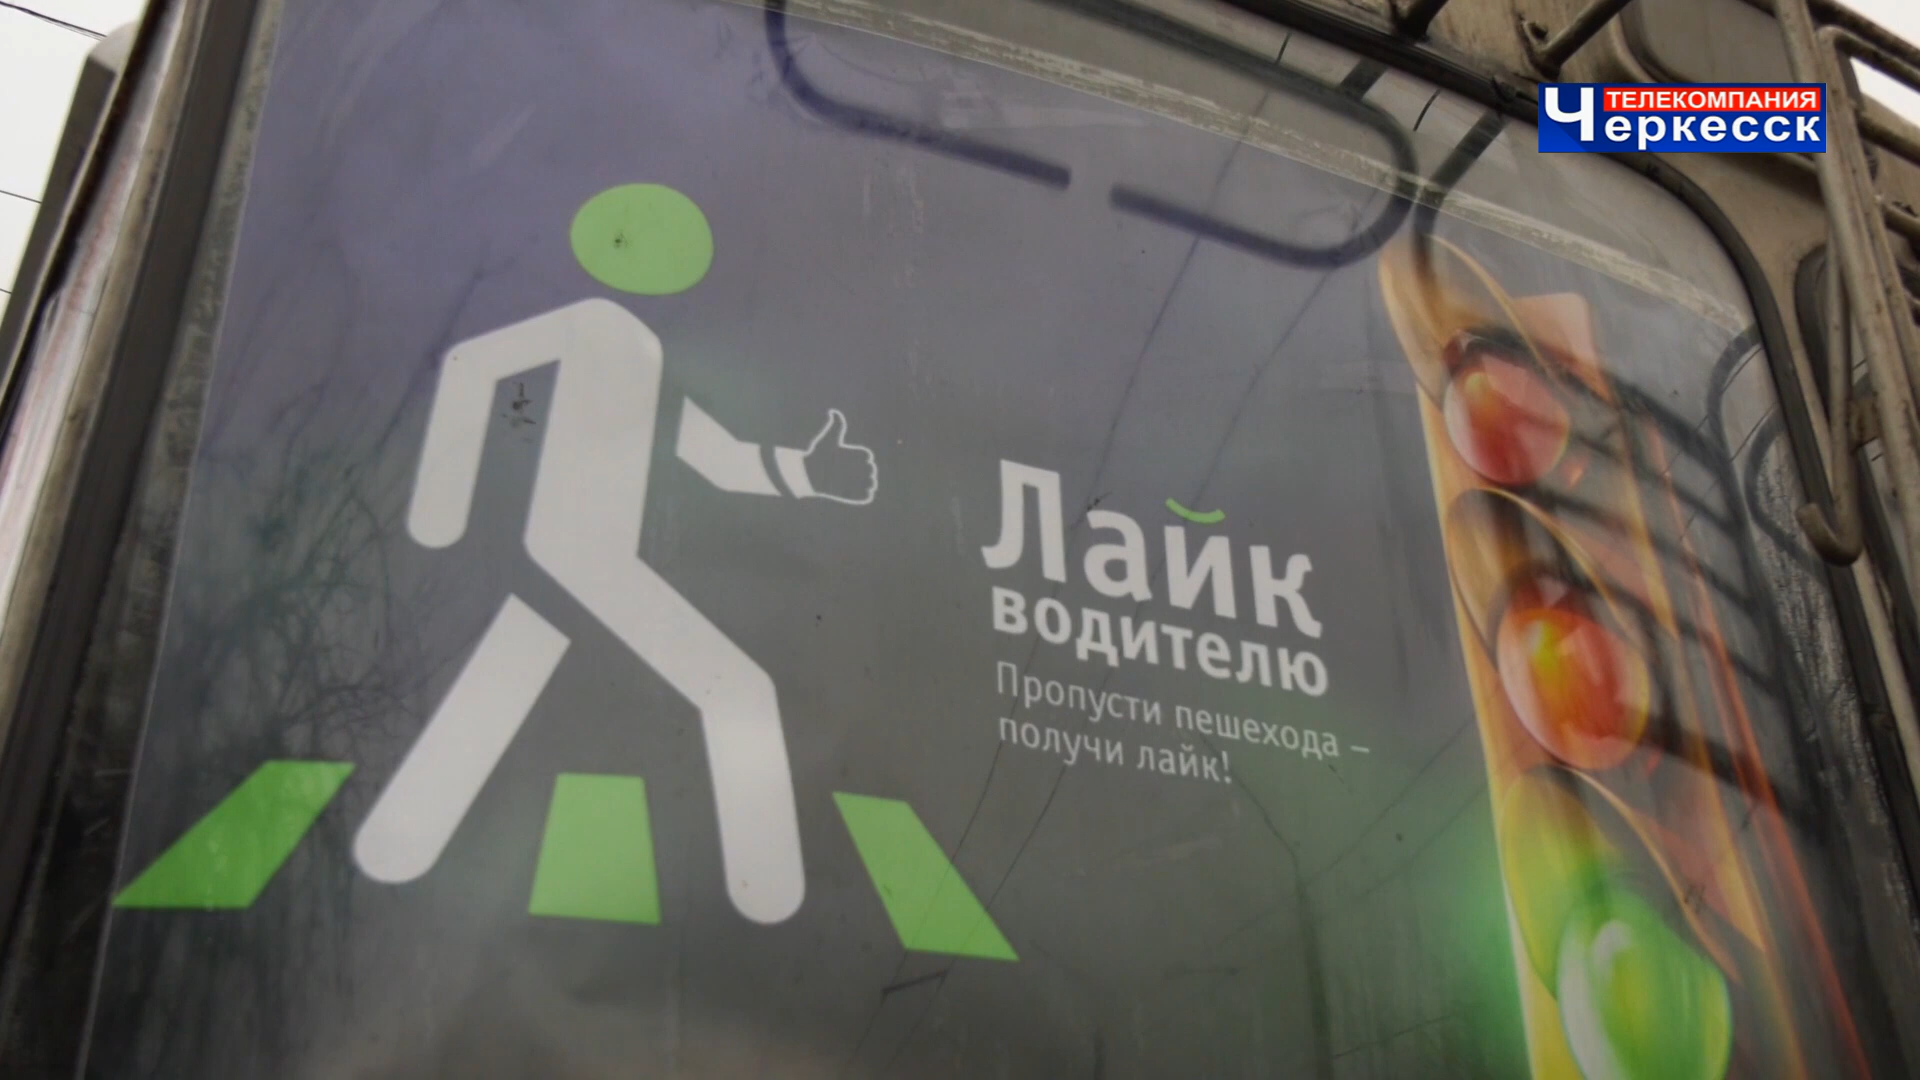 ТЕЛЕКОМПАНИЯ
Черкесск
Лайк
водителю
Пропусти пешехода –
получи лайк!